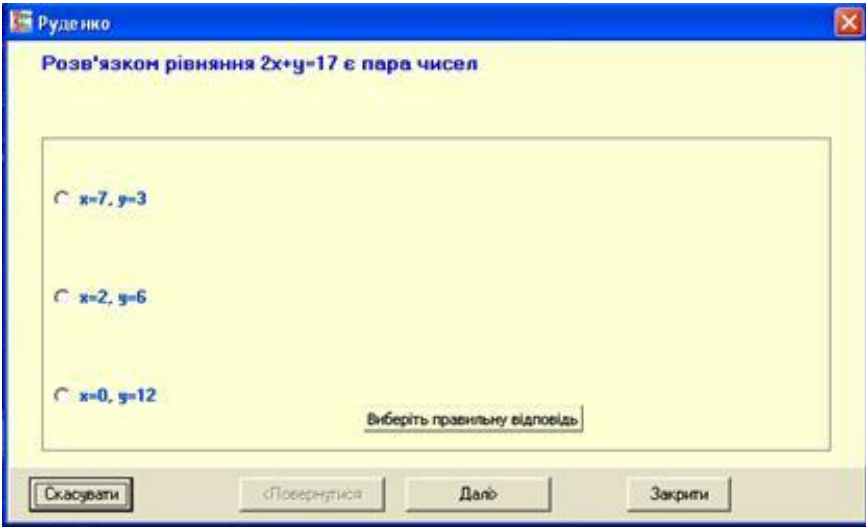 Руденко
Розв'язком рівняння 2x+y=17 є пара чисел
x=7, y=3
x=2, y=6
x=0, y=12
Виберіть правильну відповідь
Скасувати
<Повернутися
Далі>
Закрити